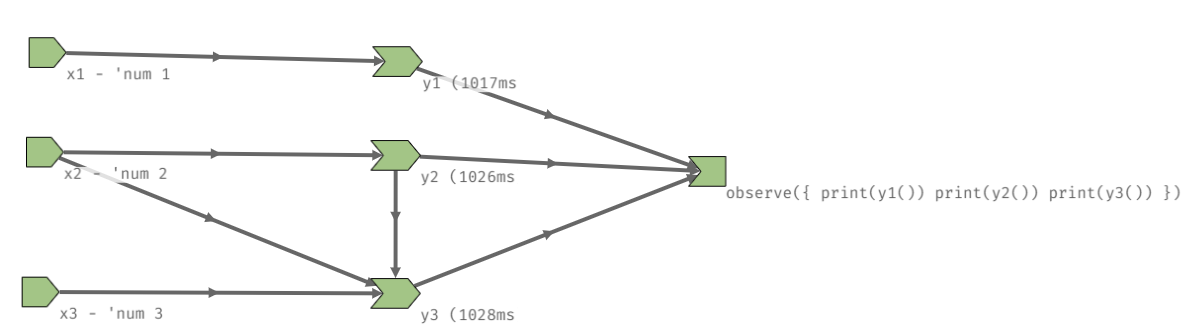 x1 - 'num 1
y1 (1017ms
x2 - 'num 2
y2 (1026ms
observe({ print(y1()) print(y2()) print(y3()) })
x3 - 'num 3
y3 (1028ms